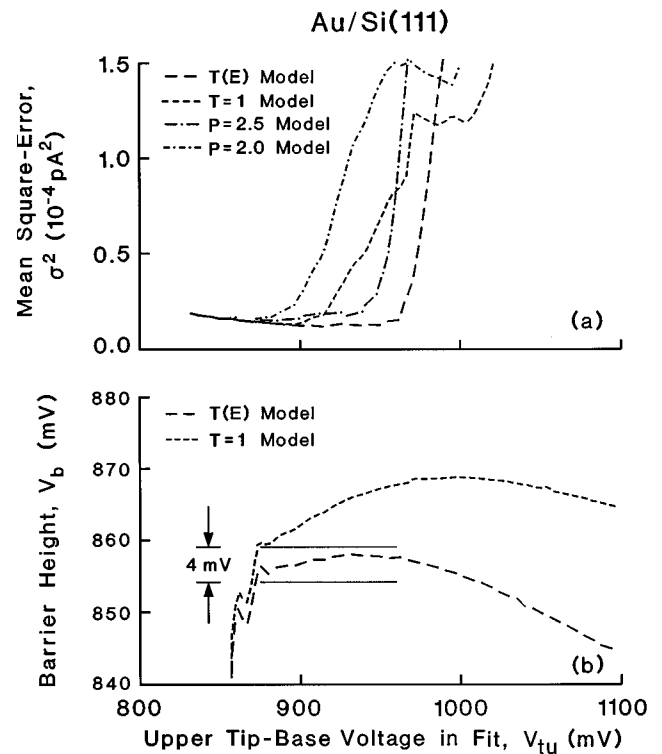 Au/Si(111)
Mean Square-Error,
σ² (10⁻⁴pA²)
1.5
1.0
0.5
0.0
T(E) Model
T=1 Model
P=2.5 Model
P=2.0 Model
(a)
Barrier Height, V_b (mV)
880
870
860
850
840
T(E) Model
T=1 Model
4 mV
(b)
800 900 1000 1100
Upper Tip-Base Voltage in Fit, V_tu (mV)